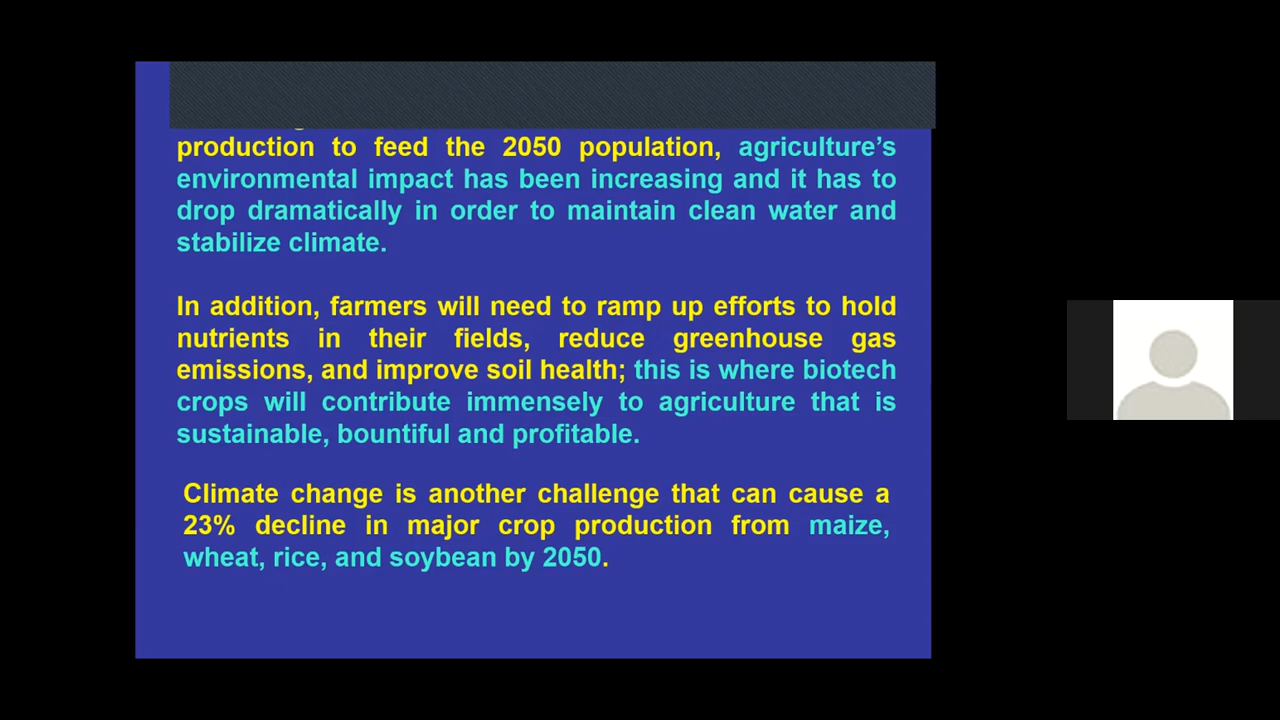 production to feed the 2050 population, agriculture's
environmental impact has been increasing and it has to
drop dramatically in order to maintain clean water and
stabilize climate.
In addition, farmers will need to ramp up efforts to hold
nutrients in their fields, reduce greenhouse gas
emissions, and improve soil health; this is where biotech
crops will contribute immensely to agriculture that is
sustainable, bountiful and profitable.
Climate change is another challenge that can cause a
23% decline in major crop production from maize,
wheat, rice, and soybean by 2050.